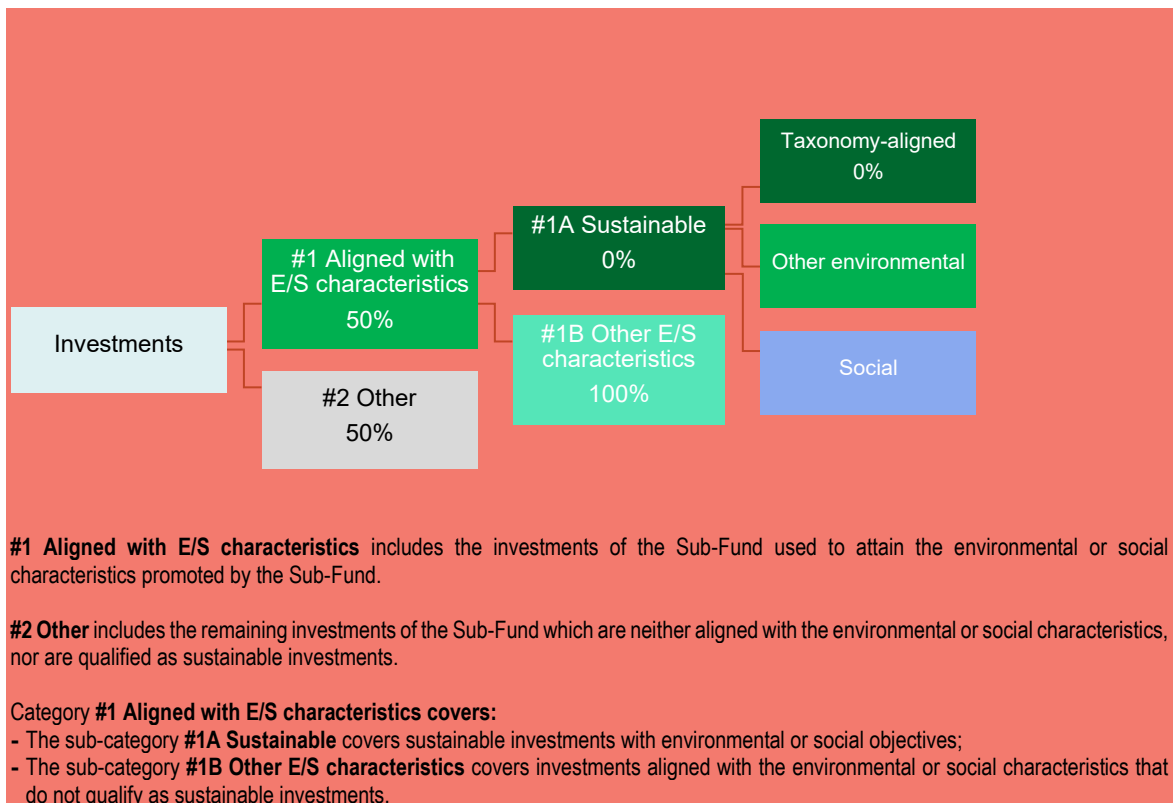 Taxonomy-aligned
0%
#1A Sustainable
0%
#1 Aligned with
E/S characteristics
50%
Other environmental
Investments
#1B Other E/S
characteristics
100%
Social
#2 Other
50%
#1 Aligned with E/S characteristics includes the investments of the Sub-Fund used to attain the environmental or social
characteristics promoted by the Sub-Fund.
#2 Other includes the remaining investments of the Sub-Fund which are neither aligned with the environmental or social characteristics,
nor are qualified as sustainable investments.
Category #1 Aligned with E/S characteristics covers:
- The sub-category #1A Sustainable covers sustainable investments with environmental or social objectives;
- The sub-category #1B Other E/S characteristics covers investments aligned with the environmental or social characteristics that
do not qualify as sustainable investments.